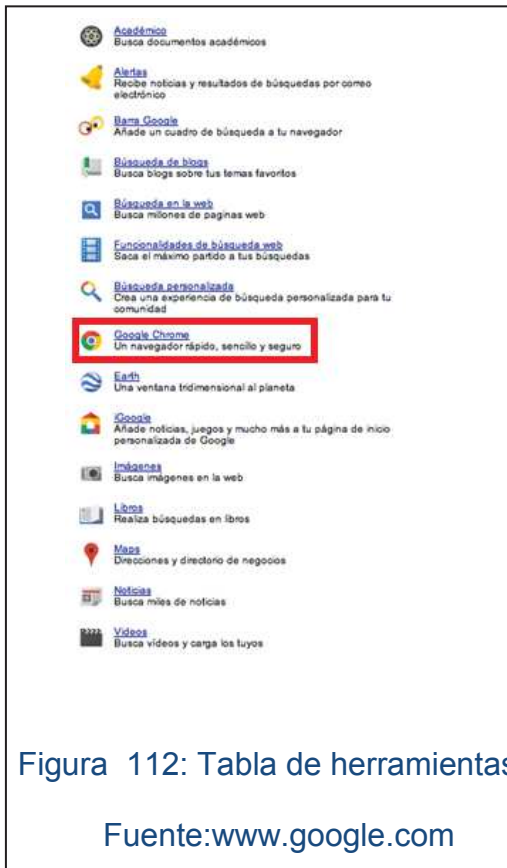 Académico
Busca documentos académicos
Alertas
Recibe noticias y resultados de búsquedas por correo
electrónico
Barra Google
Añade un cuadro de búsqueda a tu navegador
Búsqueda de blogs
Busca blogs sobre tus temas favoritos
Búsqueda en la web
Busca millones de paginas web
Funcionalidades de búsqueda web
Saca el máximo partido a tus búsquedas
Búsqueda personalizada
Crea una experiencia de búsqueda personalizada para tu
comunidad
Google Chrome
Un navegador rápido, sencillo y seguro
Earth
Una ventana tridimensional al planeta
iGoogle
Añade noticias, juegos y mucho más a tu página de inicio
personalizada de Google
Imágenes
Busca imágenes en la web
Libros
Realiza búsquedas en libros
Maps
Direcciones y directorio de negocios
Noticias
Busca miles de noticias
Vídeos
Busca vídeos y carga los tuyos
Figura 112: Tabla de herramientas
Fuente:www.google.com